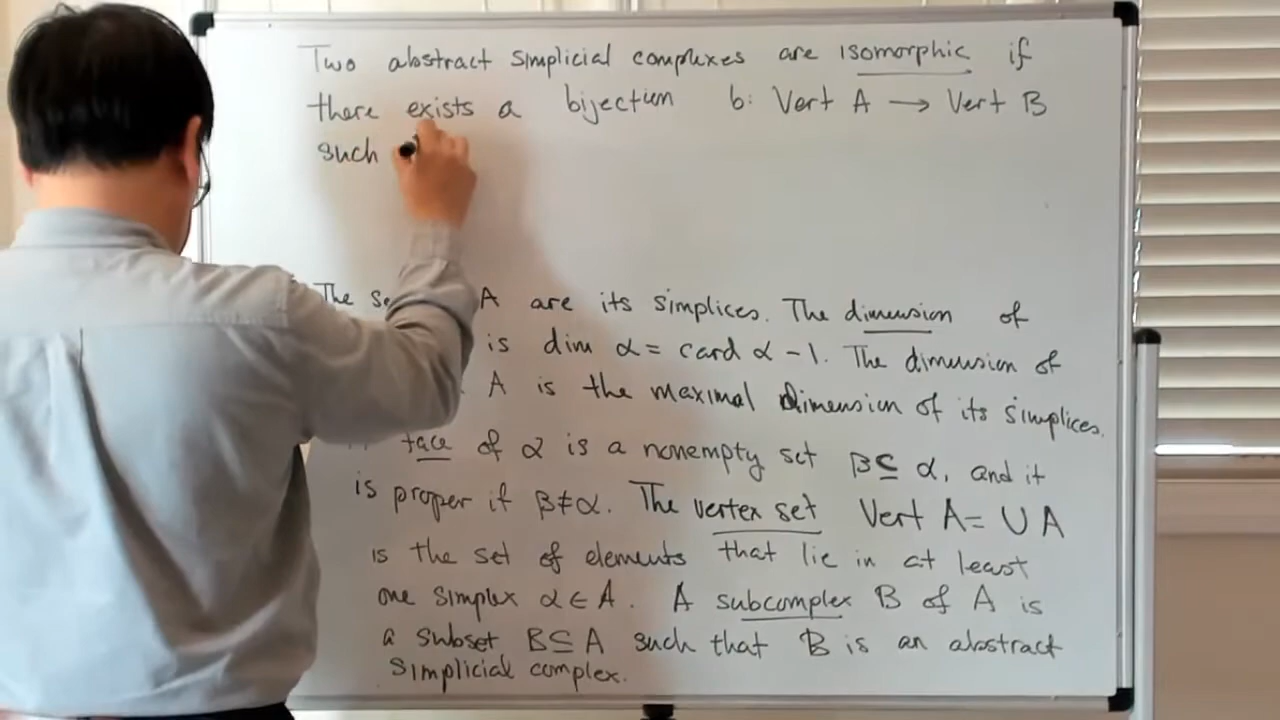 Two abstract simplicial complexes are isomorphic if
there exists a bijection b: Vert A → Vert B
such
The se A are its simplices. The dimension of
is dim α = card α - 1. The dimension of
A is the maximal dimension of its simplices.
face of α is a nonempty set β ⊆ α, and it
is proper if β ≠ α. The vertex set Vert A = ∪ A
is the set of elements that lie in at least
one simplex α ∈ A. A subcomplex B of A is
a subset B ⊆ A such that B is an abstract
simplicial complex.